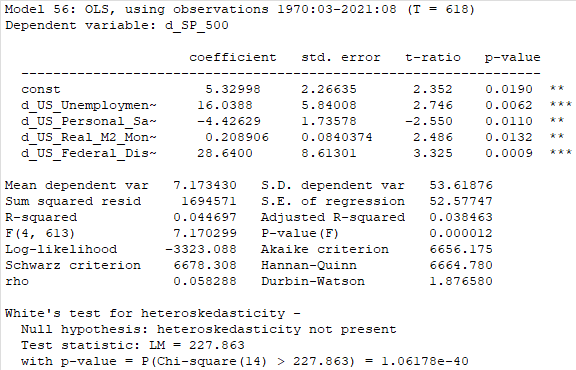 Model 56: OLS, using observations 1970:03-2021:08 (T = 618)
Dependent variable: d_SP_500
coefficient std. error t-ratio p-value
---------------------------------------------------------------------
const 5.32998 2.26635 2.352 0.0190 **
d_US_Unemploymen~ 16.0388 5.84008 2.746 0.0062 ***
d_US_Personal_Sa~ -4.42629 1.73578 -2.550 0.0110 **
d_US_Real_M2_Mon~ 0.208906 0.0840374 2.486 0.0132 **
d_US_Federal_Dis~ 28.6400 8.61301 3.325 0.0009 ***
Mean dependent var 7.173430 S.D. dependent var 53.61876
Sum squared resid 1694571 S.E. of regression 52.57747
R-squared 0.044697 Adjusted R-squared 0.038463
F(4, 613) 7.170299 P-value(F) 0.000012
Log-likelihood -3323.088 Akaike criterion 6656.175
Schwarz criterion 6678.308 Hannan-Quinn 6664.780
rho 0.058288 Durbin-Watson 1.876580
White's test for heteroskedasticity -
Null hypothesis: heteroskedasticity not present
Test statistic: LM = 227.863
with p-value = P(Chi-square(14) > 227.863) = 1.06178e-40